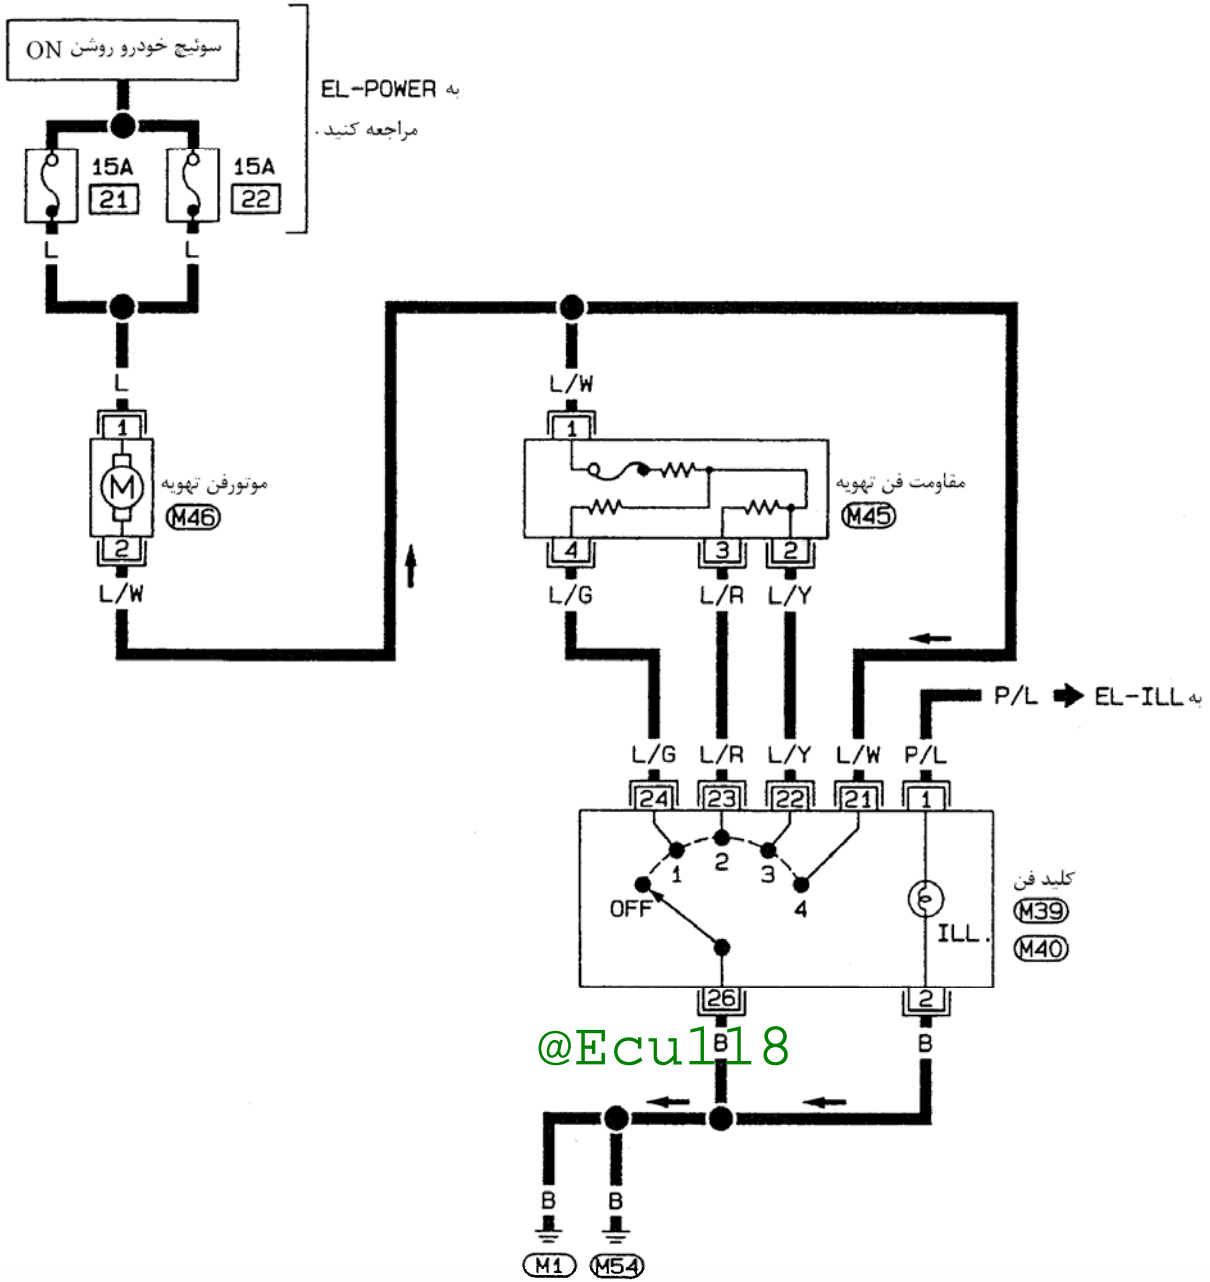 سوئیچ خودرو روشن ON
به EL-POWER
مراجعه کنید.
15A
21
15A
22
L
L
L
1
M
موتورفن تهویه
M46
2
L/W
L/W
1
مقاومت فن تهویه
M45
4
3
2
L/G
L/R
L/Y
P/L
به EL-ILL
L/G
L/R
L/Y
L/W
P/L
24
23
22
21
1
1
2
3
4
OFF
ILL.
کلید فن
M39
M40
26
2
@Ecu118
B
B
B
B
M1
M54